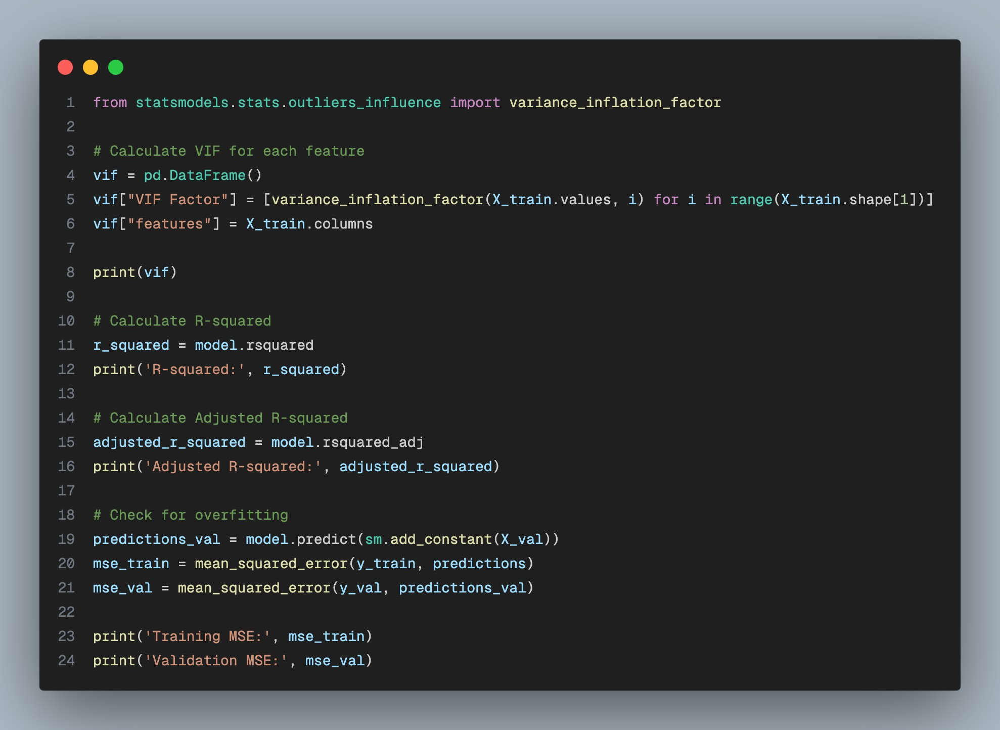 1 from statsmodels.stats.outliers_influence import variance_inflation_factor
2
3 # Calculate VIF for each feature
4 vif = pd.DataFrame()
5 vif["VIF Factor"] = [variance_inflation_factor(X_train.values, i) for i in range(X_train.shape[1])]
6 vif["features"] = X_train.columns
7
8 print(vif)
9
10 # Calculate R-squared
11 r_squared = model.rsquared
12 print('R-squared:', r_squared)
13
14 # Calculate Adjusted R-squared
15 adjusted_r_squared = model.rsquared_adj
16 print('Adjusted R-squared:', adjusted_r_squared)
17
18 # Check for overfitting
19 predictions_val = model.predict(sm.add_constant(X_val))
20 mse_train = mean_squared_error(y_train, predictions)
21 mse_val = mean_squared_error(y_val, predictions_val)
22
23 print('Training MSE:', mse_train)
24 print('Validation MSE:', mse_val)